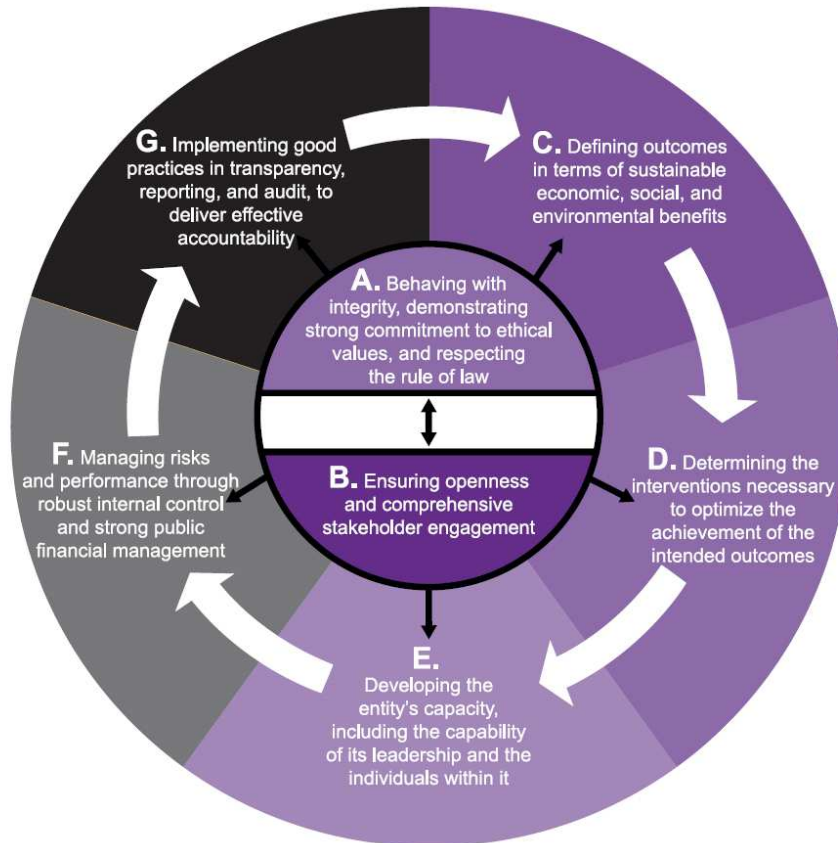 G. Implementing good
practices in transparency,
reporting, and audit, to
deliver effective
accountability
C. Defining outcomes
in terms of sustainable
economic, social, and
environmental benefits
A. Behaving with
integrity, demonstrating
strong commitment to ethical
values, and respecting
the rule of law
B. Ensuring openness
and comprehensive
stakeholder engagement
D. Determining the
interventions necessary
to optimize the
achievement of the
intended outcomes
E.
Developing the
entity's capacity,
including the capability
of its leadership and the
individuals within it
F. Managing risks
and performance through
robust internal control
and strong public
financial management